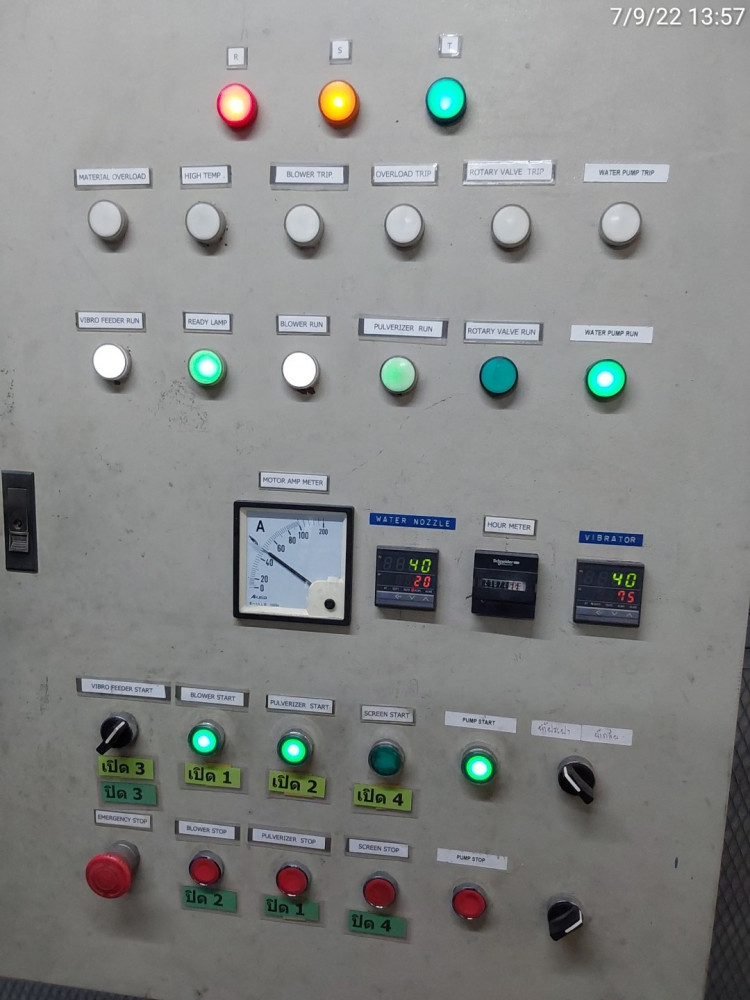 7/9/22 13:57
R
S
T
MATERIAL OVERLOAD
HIGH TEMP.
BLOWER TRIP
OVERLOAD TRIP
ROTARY VALVE TRIP
WATER PUMP TRIP
VIBRO FEEDER RUN
READY LAMP
BLOWER RUN
PULVERIZER RUN
ROTARY VALVE RUN
WATER PUMP RUN
MOTOR AMP METER
A
0
20
40
60
80
100
200
WATER NOZZLE
40
20
HOUR METER
Schneider
VIBRATOR
40
75
VIBRO FEEDER START
BLOWER START
PULVERIZER START
SCREEN START
PUMP START
เปิด 3
ปิด 3
เปิด 1
เปิด 2
เปิด 4
EMERGENCY STOP
BLOWER STOP
PULVERIZER STOP
SCREEN STOP
PUMP STOP
ปิด 2
ปิด 1
ปิด 4